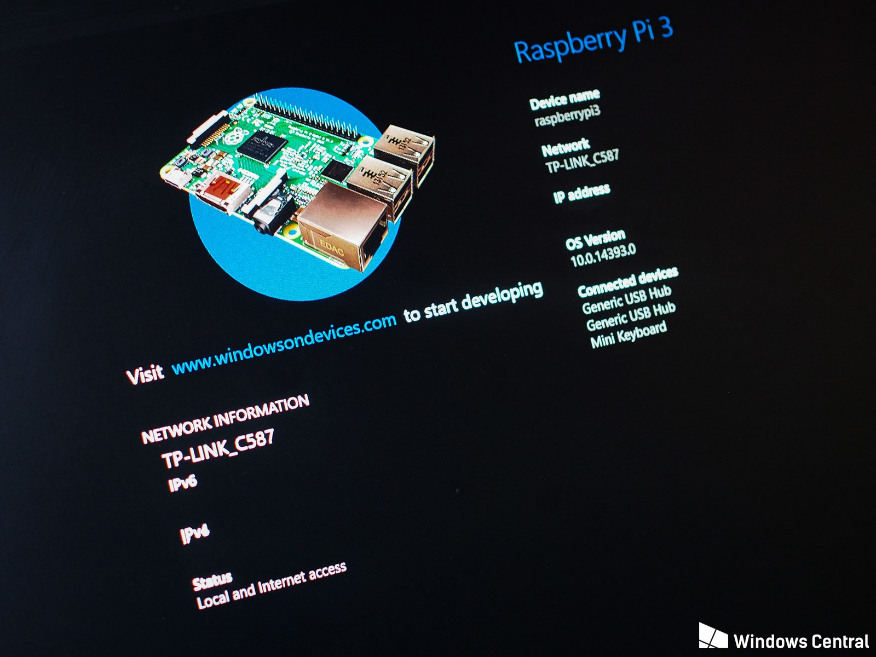 Raspberry Pi 3
Device name
raspberrypi3
Network
TP-LINK_C587
IP address
OS Version
10.0.14393.0
Connected devices
Generic USB Hub
Generic USB Hub
Mini Keyboard
EDAC
Visit www.windowsondevices.com to start developing
NETWORK INFORMATION
TP-LINK_C587
IPv6
IPv4
Status
Local and Internet access
Windows Central